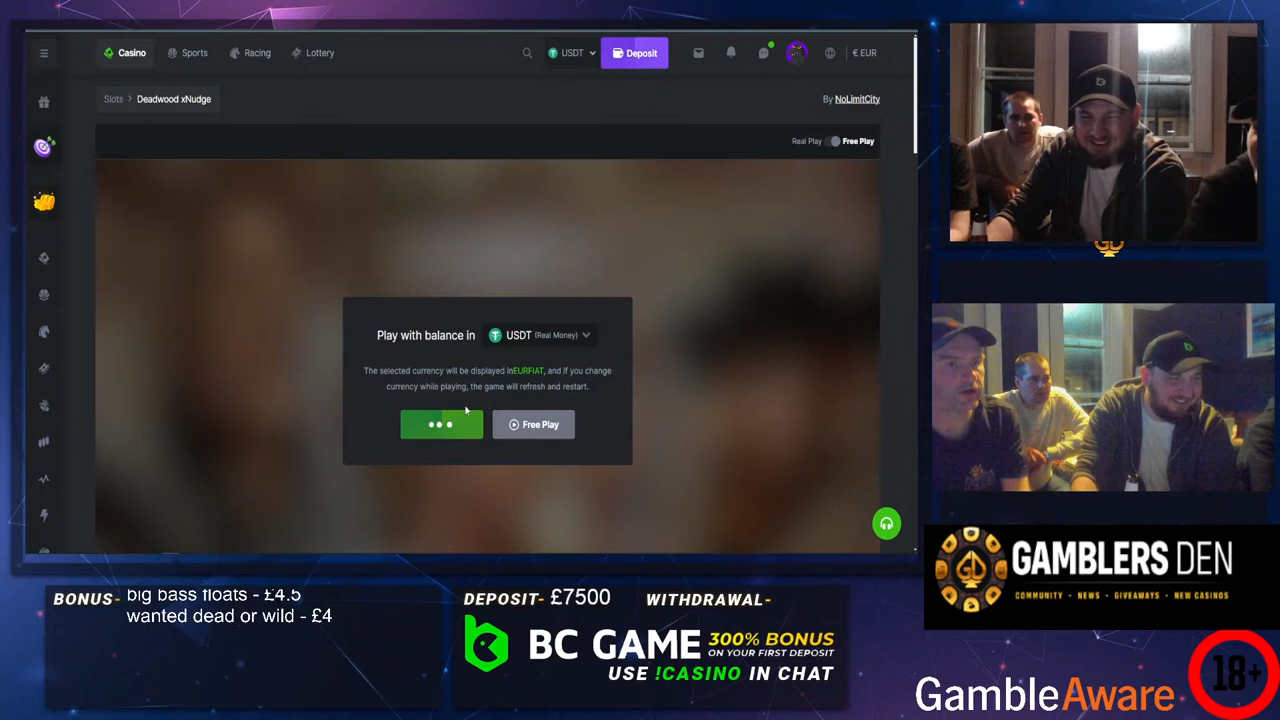 Casino
Sports
Racing
Lottery
USDT
Deposit
€ EUR
Slots > Deadwood xNudge
By NoLimitCity
Real Play
Free Play
Play with balance in
USDT (Real Money)
The selected currency will be displayed inEURFIAT, and if you change
currency while playing, the game will refresh and restart.
Free Play
GD
GD
GAMBLERS DEN
COMMUNITY - NEWS - GIVEAWAYS - NEW CASINOS
BONUS-
big bass floats - £4.5
wanted dead or wild - £4
DEPOSIT- £7500
WITHDRAWAL-
BC GAME
300% BONUS
ON YOUR FIRST DEPOSIT
USE !CASINO IN CHAT
GambleAware
18+